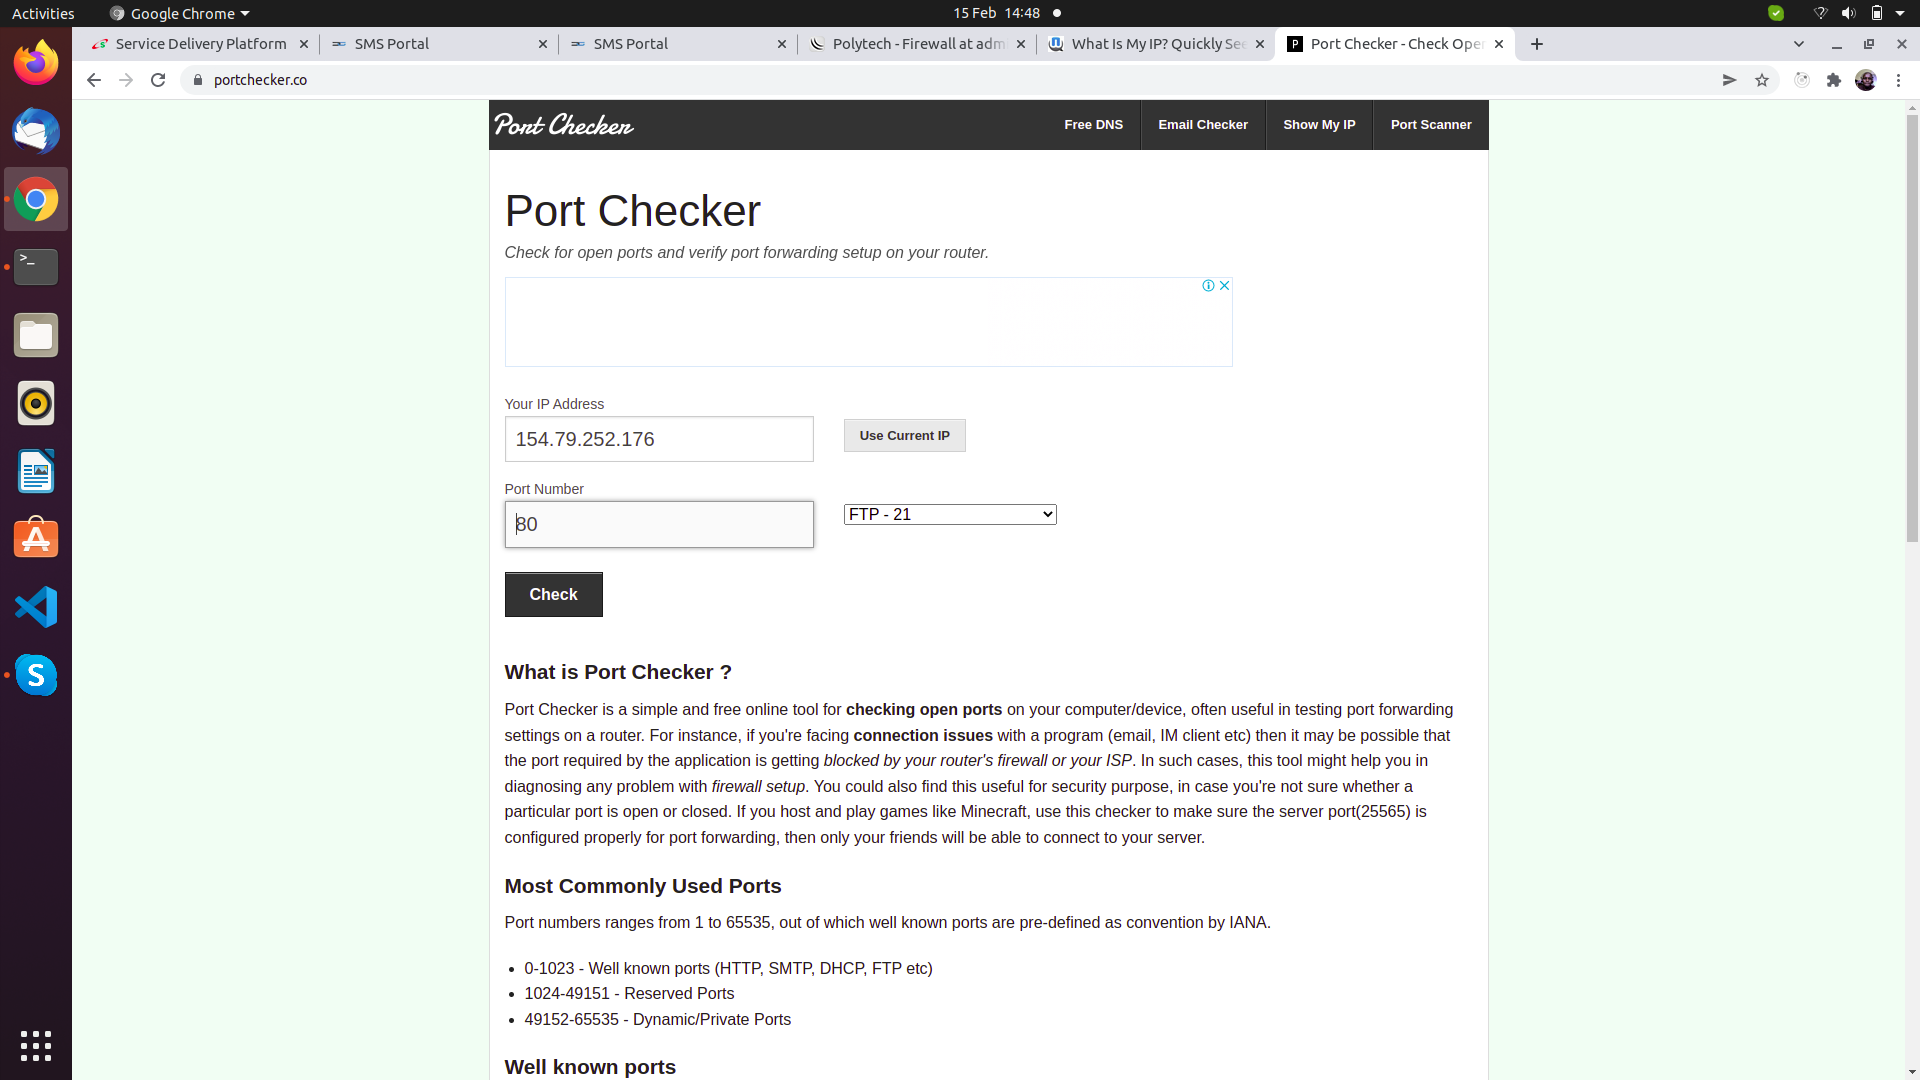 Activities
Google Chrome
15 Feb 14:48
Service Delivery Platform
SMS Portal
SMS Portal
Polytech - Firewall at adm
What Is My IP? Quickly See
Port Checker - Check Ope
portchecker.co
Port Checker
Free DNS
Email Checker
Show My IP
Port Scanner
Port Checker
Check for open ports and verify port forwarding setup on your router.
Your IP Address
154.79.252.176
Use Current IP
Port Number
80
FTP - 21
Check
What is Port Checker ?
Port Checker is a simple and free online tool for checking open ports on your computer/device, often useful in testing port forwarding
settings on a router. For instance, if you're facing connection issues with a program (email, IM client etc) then it may be possible that
the port required by the application is getting blocked by your router's firewall or your ISP. In such cases, this tool might help you in
diagnosing any problem with firewall setup. You could also find this useful for security purpose, in case you're not sure whether a
particular port is open or closed. If you host and play games like Minecraft, use this checker to make sure the server port(25565) is
configured properly for port forwarding, then only your friends will be able to connect to your server.
Most Commonly Used Ports
Port numbers ranges from 1 to 65535, out of which well known ports are pre-defined as convention by IANA.
• 0-1023 - Well known ports (HTTP, SMTP, DHCP, FTP etc)
• 1024-49151 - Reserved Ports
• 49152-65535 - Dynamic/Private Ports
Well known ports